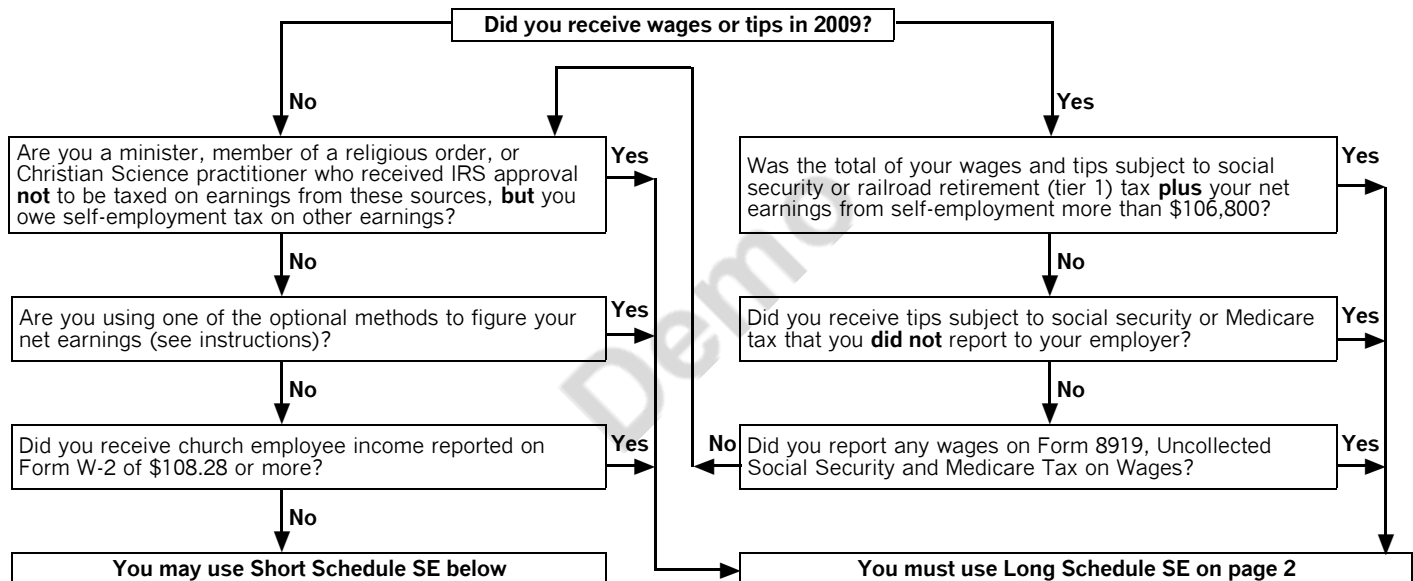 Did you receive wages or tips in 2009?
No
Yes
Are you a minister, member of a religious order, or
Christian Science practitioner who received IRS approval
not to be taxed on earnings from these sources, but you
owe self-employment tax on other earnings?
Yes
Was the total of your wages and tips subject to social
security or railroad retirement (tier 1) tax plus your net
earnings from self-employment more than $106,800?
Yes
No
No
Are you using one of the optional methods to figure your
net earnings (see instructions)?
Yes
Did you receive tips subject to social security or Medicare
tax that you did not report to your employer?
Yes
No
No
Did you receive church employee income reported on
Form W-2 of $108.28 or more?
Yes
No
Did you report any wages on Form 8919, Uncollected
Social Security and Medicare Tax on Wages?
Yes
No
You may use Short Schedule SE below
You must use Long Schedule SE on page 2
Demo